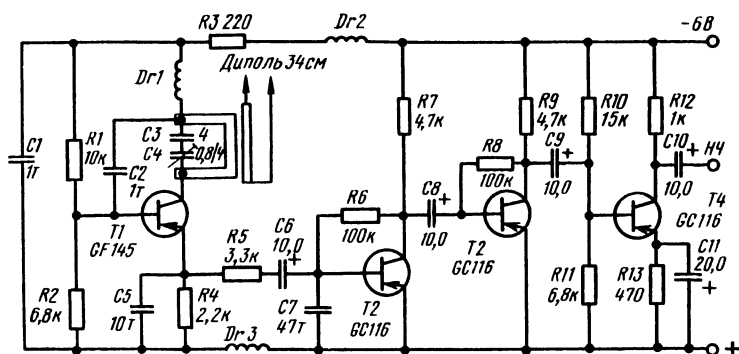 R3 220
Dr2
-6В
Dr1
Диполь 34см
R7
4,7к
R9
4,7к
R10
15к
R12
1к
C9
10,0
C10
10,0
НЧ
C1
1т
R1
10к
C2
1т
C3
4
C4
0,8/4
R8
100к
C8
10,0
T1
GF145
R6
100к
C6
10,0
R5
3,3к
T2
GC116
T4
GC116
C11
20,0
R2
6,8к
C5
10т
R4
2,2к
C7
47т
T2
GC116
R11
6,8к
R13
470
Dr3
+